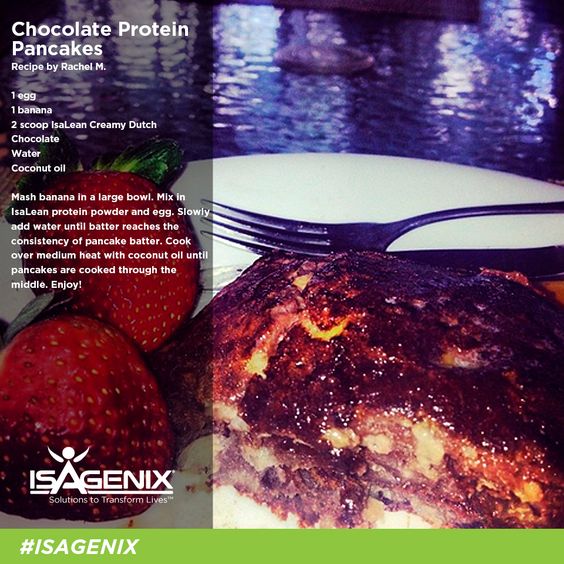 Chocolate Protein
Pancakes
Recipe by Rachel M.
1 egg
1 banana
2 scoop IsaLean Creamy Dutch
Chocolate
Water
Coconut oil
Mash banana in a large bowl. Mix in
IsaLean protein powder and egg. Slowly
add water until batter reaches the
consistency of pancake batter. Cook
over medium heat with coconut oil until
pancakes are cooked through the
middle. Enjoy!
ISAGENIX®
Solutions to Transform Lives™
#ISAGENIX